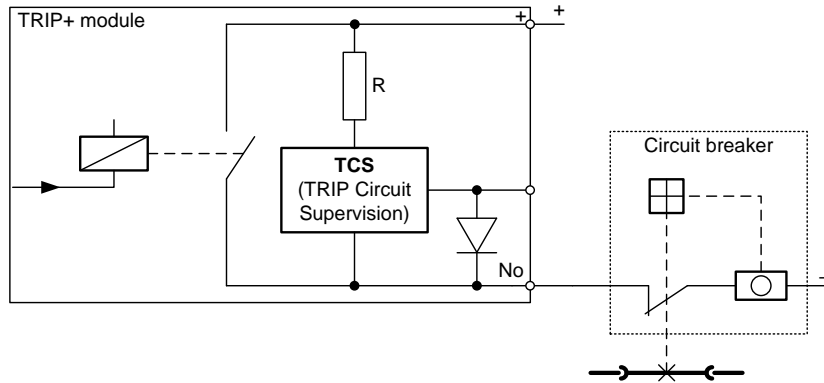 TRIP+ module
+
+
R
TCS
(TRIP Circuit
Supervision)
Circuit breaker
No
-